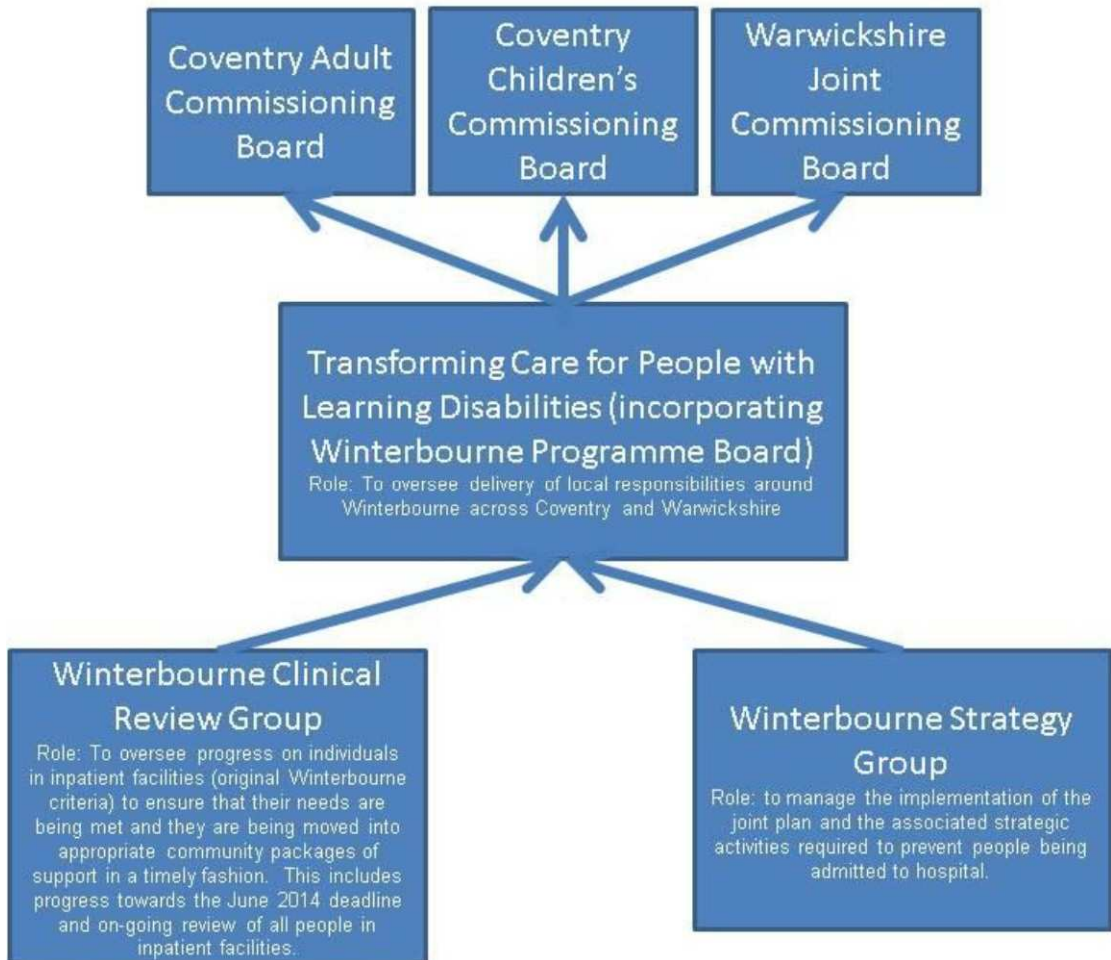 Coventry Adult
Commissioning
Board
Coventry
Children's
Commissioning
Board
Warwickshire
Joint
Commissioning
Board
Transforming Care for People with
Learning Disabilities (incorporating
Winterbourne Programme Board)
Role: To oversee delivery of local responsibilities around
Winterbourne across Coventry and Warwickshire
Winterbourne Clinical
Review Group
Role: To oversee progress on individuals
in inpatient facilities (original Winterbourne
criteria) to ensure that their needs are
being met and they are being moved into
appropriate community packages of
support in a timely fashion. This includes
progress towards the June 2014 deadline
and on-going review of all people in
inpatient facilities.
Winterbourne Strategy
Group
Role: to manage the implementation of the
joint plan and the associated strategic
activities required to prevent people being
admitted to hospital.